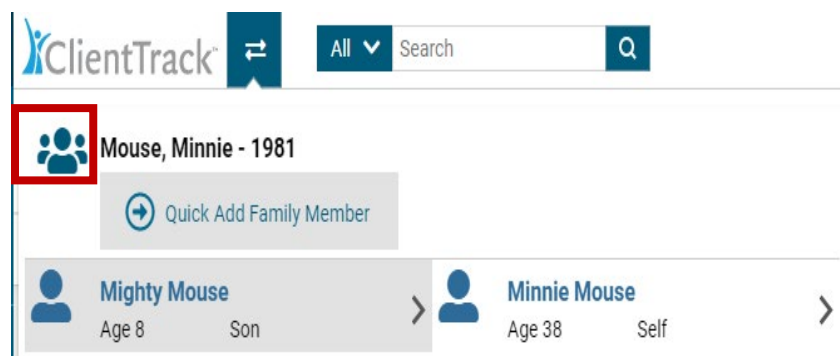 ClientTrack™ All Search
Mouse, Minnie - 1981
Quick Add Family Member
Mighty Mouse Minnie Mouse
Age 8 Son Age 38 Self